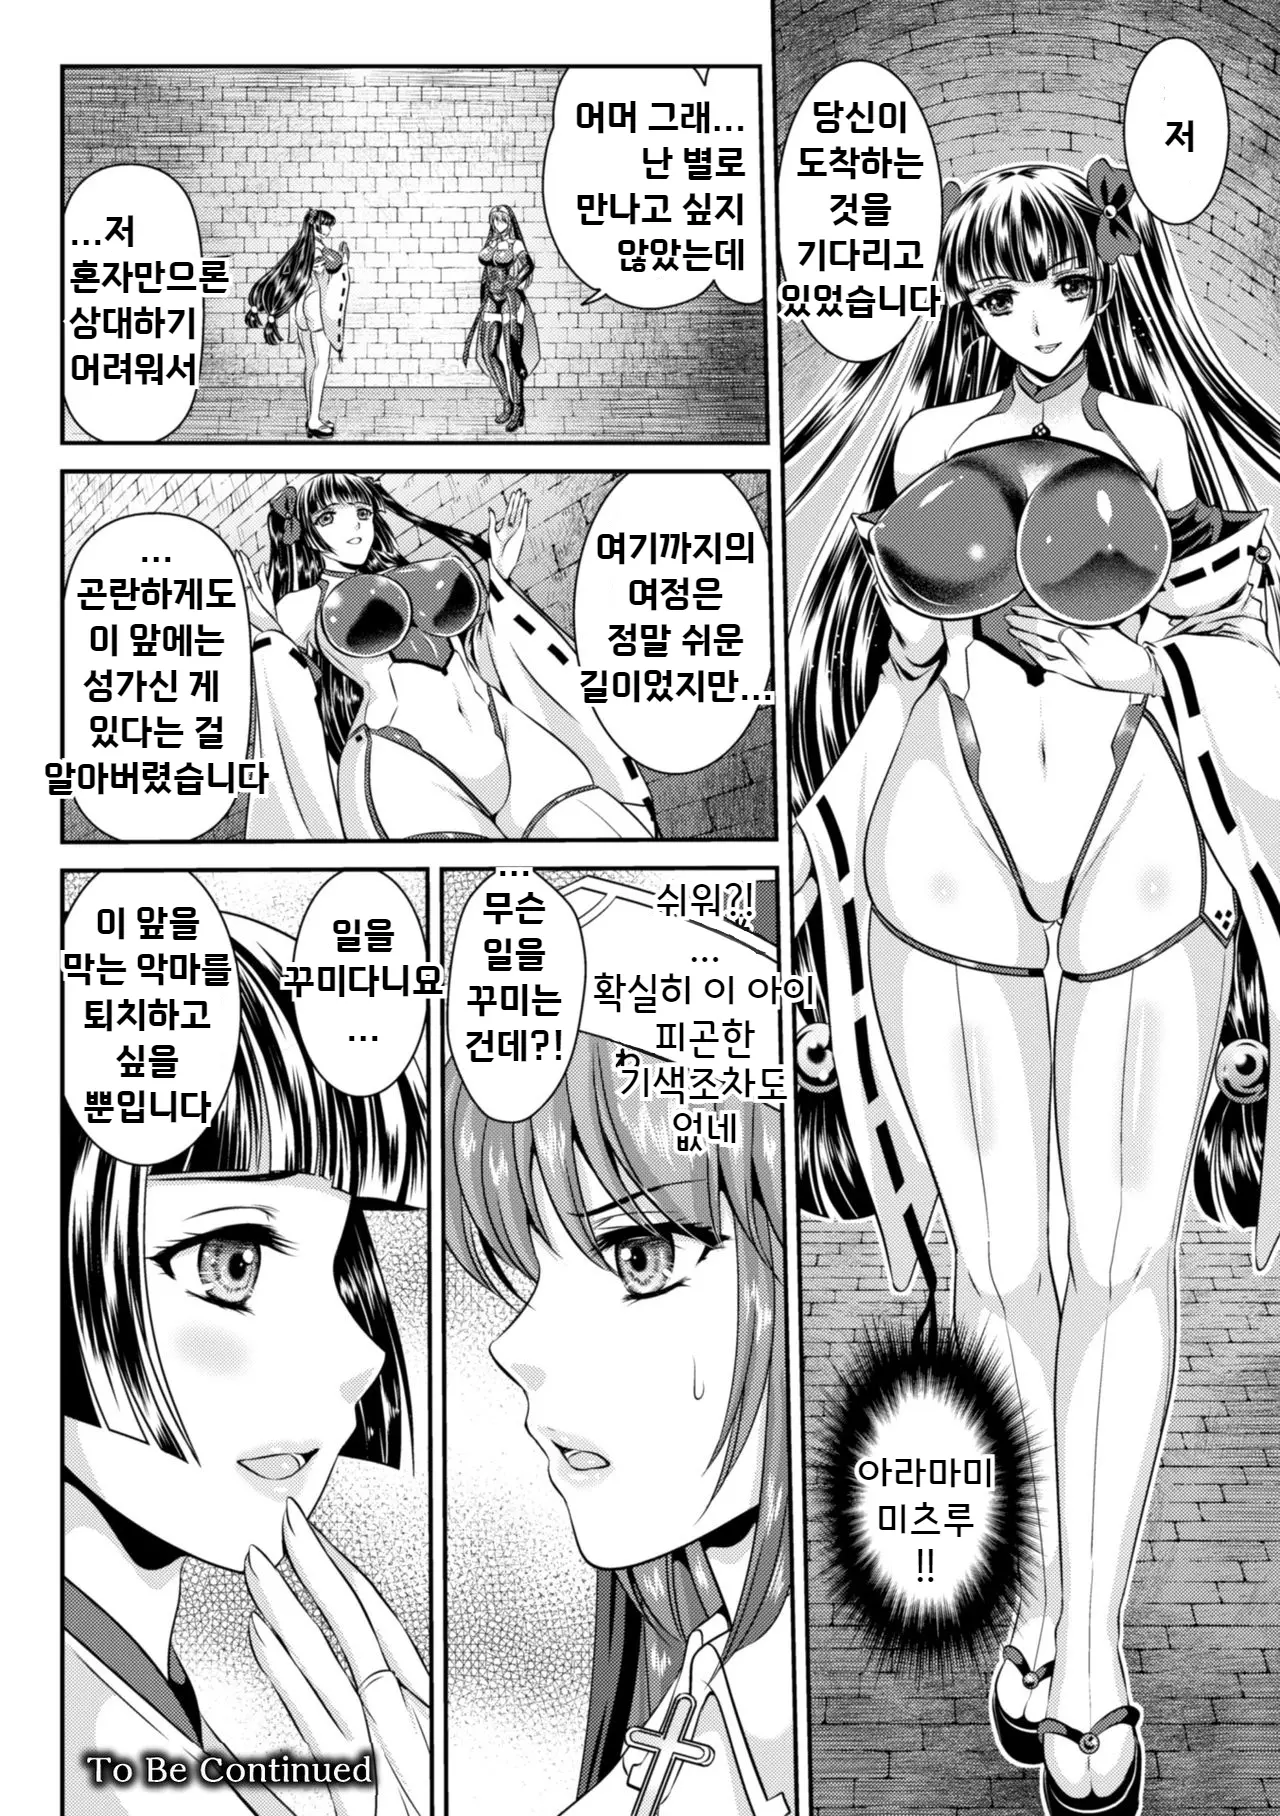 저
당신이
도착하는
것을
기다리고
있었습니다
아라마미
미츠루
!!
어머 그래...
난 별로
만나고 싶지
않았는데
...저
혼자만으론
상대하기
어려워서
여기까지의
여정은
정말 쉬운
길이었지만...
...
곤란하게도
이 앞에는
성가신 게
있다는 걸
알아버렸습니다
쉬워?!
...
확실히 이 아이
피곤한
わ
기색조차도
없네
...
무슨
일을
꾸미는
건데?!
일을
꾸미다니요
...
이 앞을
막는 악마를
퇴치하고
싶을
뿐입니다
To Be Continued